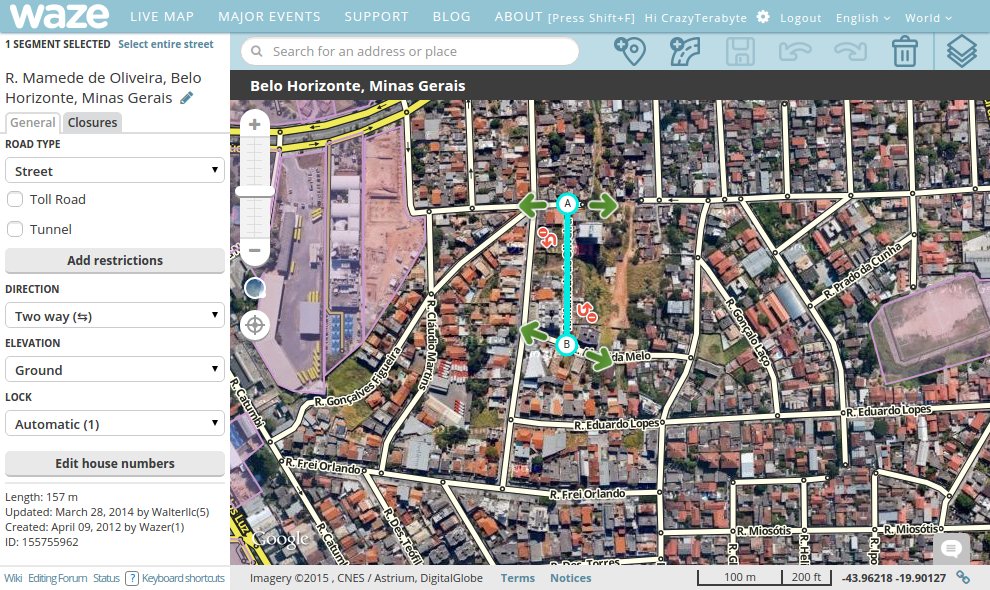 waze
LIVE MAP
MAJOR EVENTS
SUPPORT
BLOG
ABOUT
[Press Shift+F]
Hi CrazyTerabyte
Logout
English
World
1 SEGMENT SELECTED
Select entire street
R. Mamede de Oliveira, Belo
Horizonte, Minas Gerais
General
Closures
ROAD TYPE
Street
Toll Road
Tunnel
Add restrictions
DIRECTION
Two way (⇆)
ELEVATION
Ground
LOCK
Automatic (1)
Edit house numbers
Length: 157 m
Updated: March 28, 2014 by Walterllc(5)
Created: April 09, 2012 by Wazer(1)
ID: 155755962
Wiki
Editing Forum
Status
?
Keyboard shortcuts
Search for an address or place
Belo Horizonte, Minas Gerais
A
B
da Melo
R. Prado da Cunha
R. Gonçalo Laço
R. Cláudio Martins
R. Gonçalves Figueira
R. Catumbi
R. Eduardo Lopes
R. Eduardo Lopes
R. Frei Orlando
R. Frei Orlando
R. Miosótis
R. Miosótis
Google
Imagery ©2015 , CNES / Astrium, DigitalGlobe
Terms
Notices
100 m
200 ft
-43.96218 -19.90127